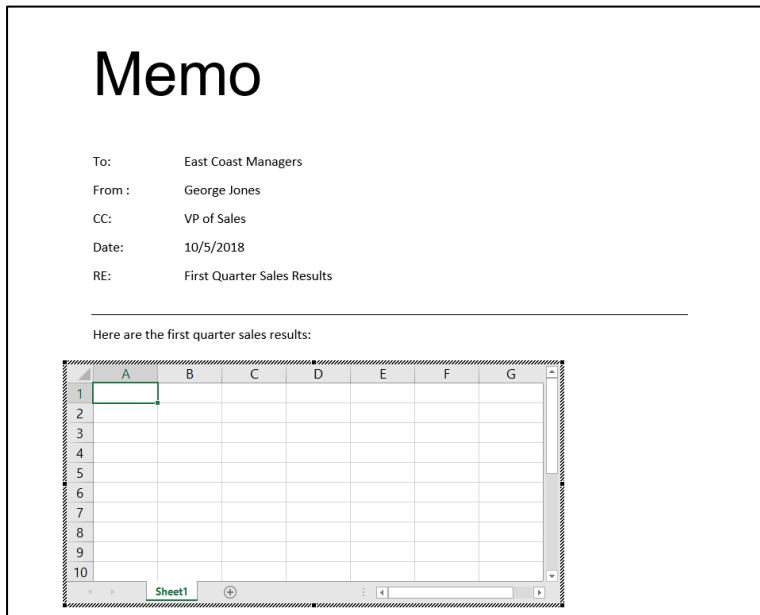 Memo
To: East Coast Managers
From : George Jones
CC: VP of Sales
Date: 10/5/2018
RE: First Quarter Sales Results
Here are the first quarter sales results:
A B C D E F G
1
2
3
4
5
6
7
8
9
10
Sheet1